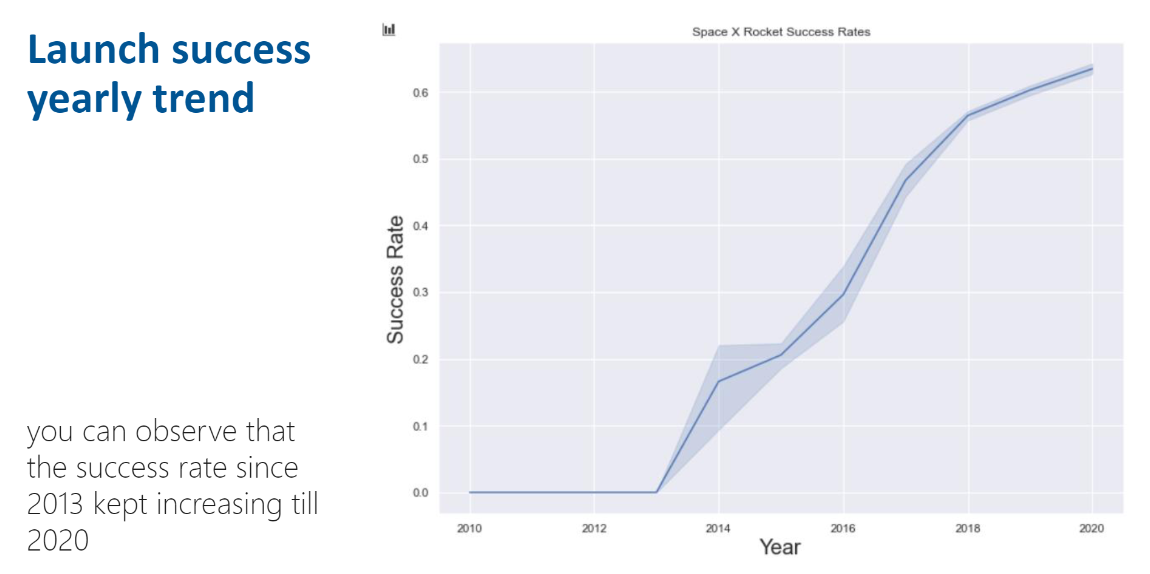 Launch success
yearly trend
you can observe that
the success rate since
2013 kept increasing till
2020
Space X Rocket Success Rates
Success Rate
0.6
0.5
0.4
0.3
0.2
0.1
0.0
2010 2012 2014 2016 2018 2020
Year